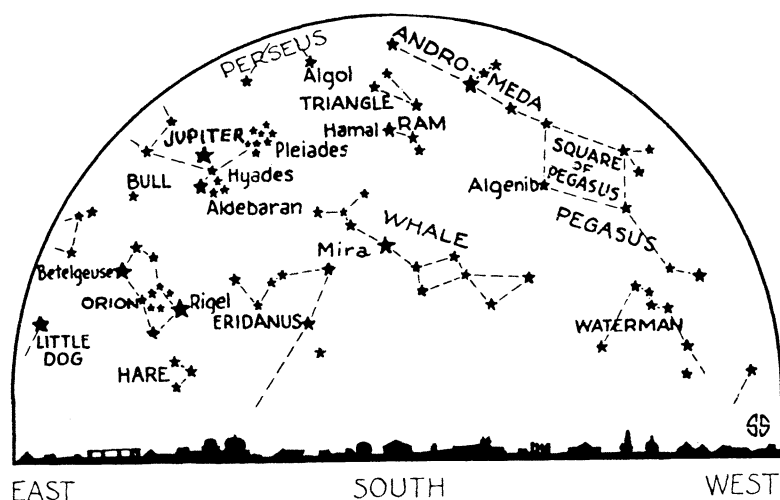 PERSEUS
ANDRO-MEDA
Algol
TRIANGLE
JUPITER
Hamal
RAM
Pleiades
SQUARE
OF
PEGASUS
BULL
Hyades
Algenib
Aldebaran
WHALE
PEGASUS
Mira
Betelgeuse
ORION
Rigel
ERIDANUS
WATERMAN
LITTLE
DOG
HARE
SS
EAST
SOUTH
WEST